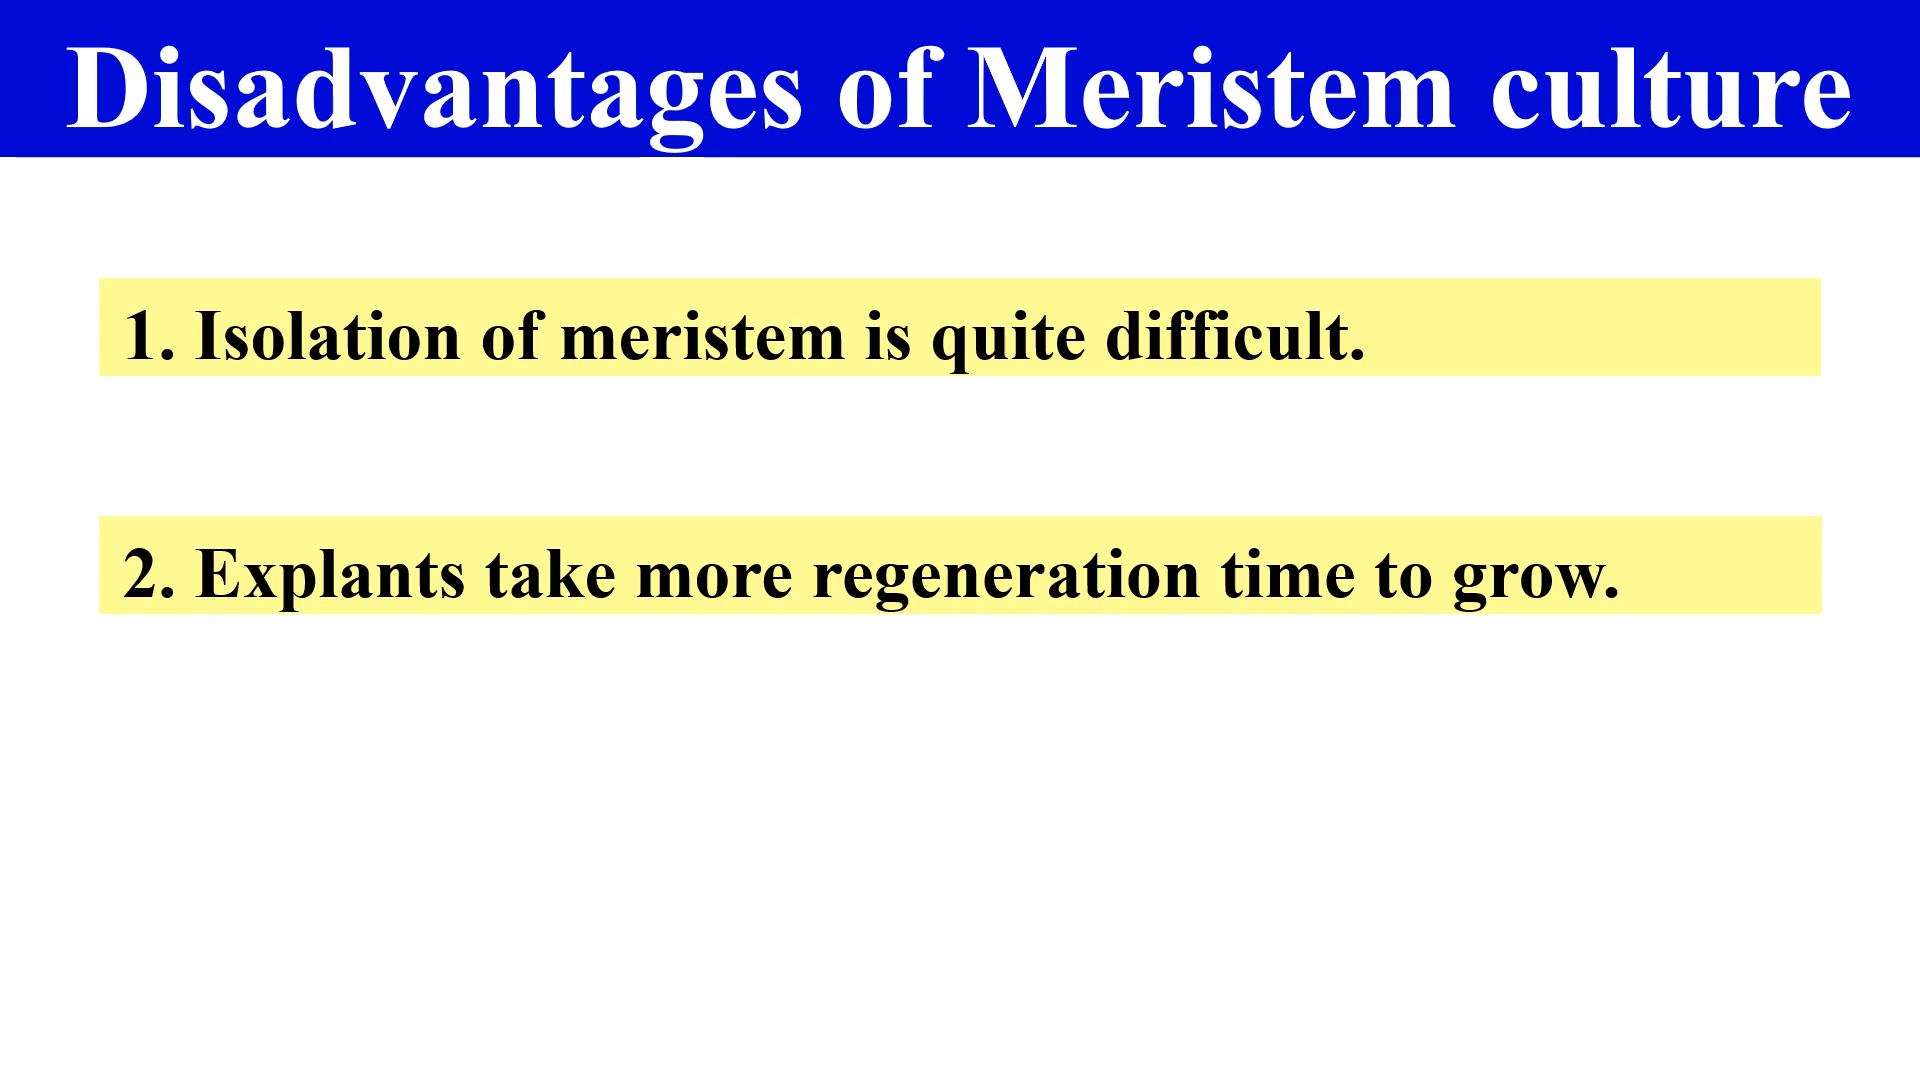 Disadvantages of Meristem culture
1. Isolation of meristem is quite difficult.
2. Explants take more regeneration time to grow.